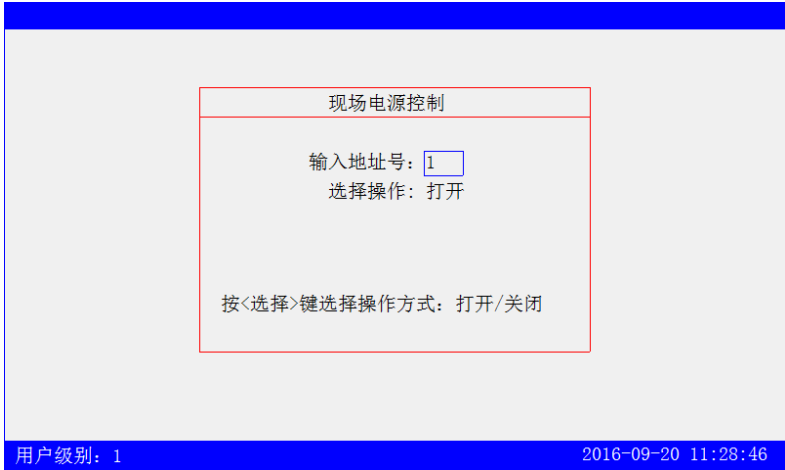 现场电源控制
输入地址号：1
选择操作：打开
按<选择>键选择操作方式：打开/关闭
用户级别：1 2016-09-20 11:28:46